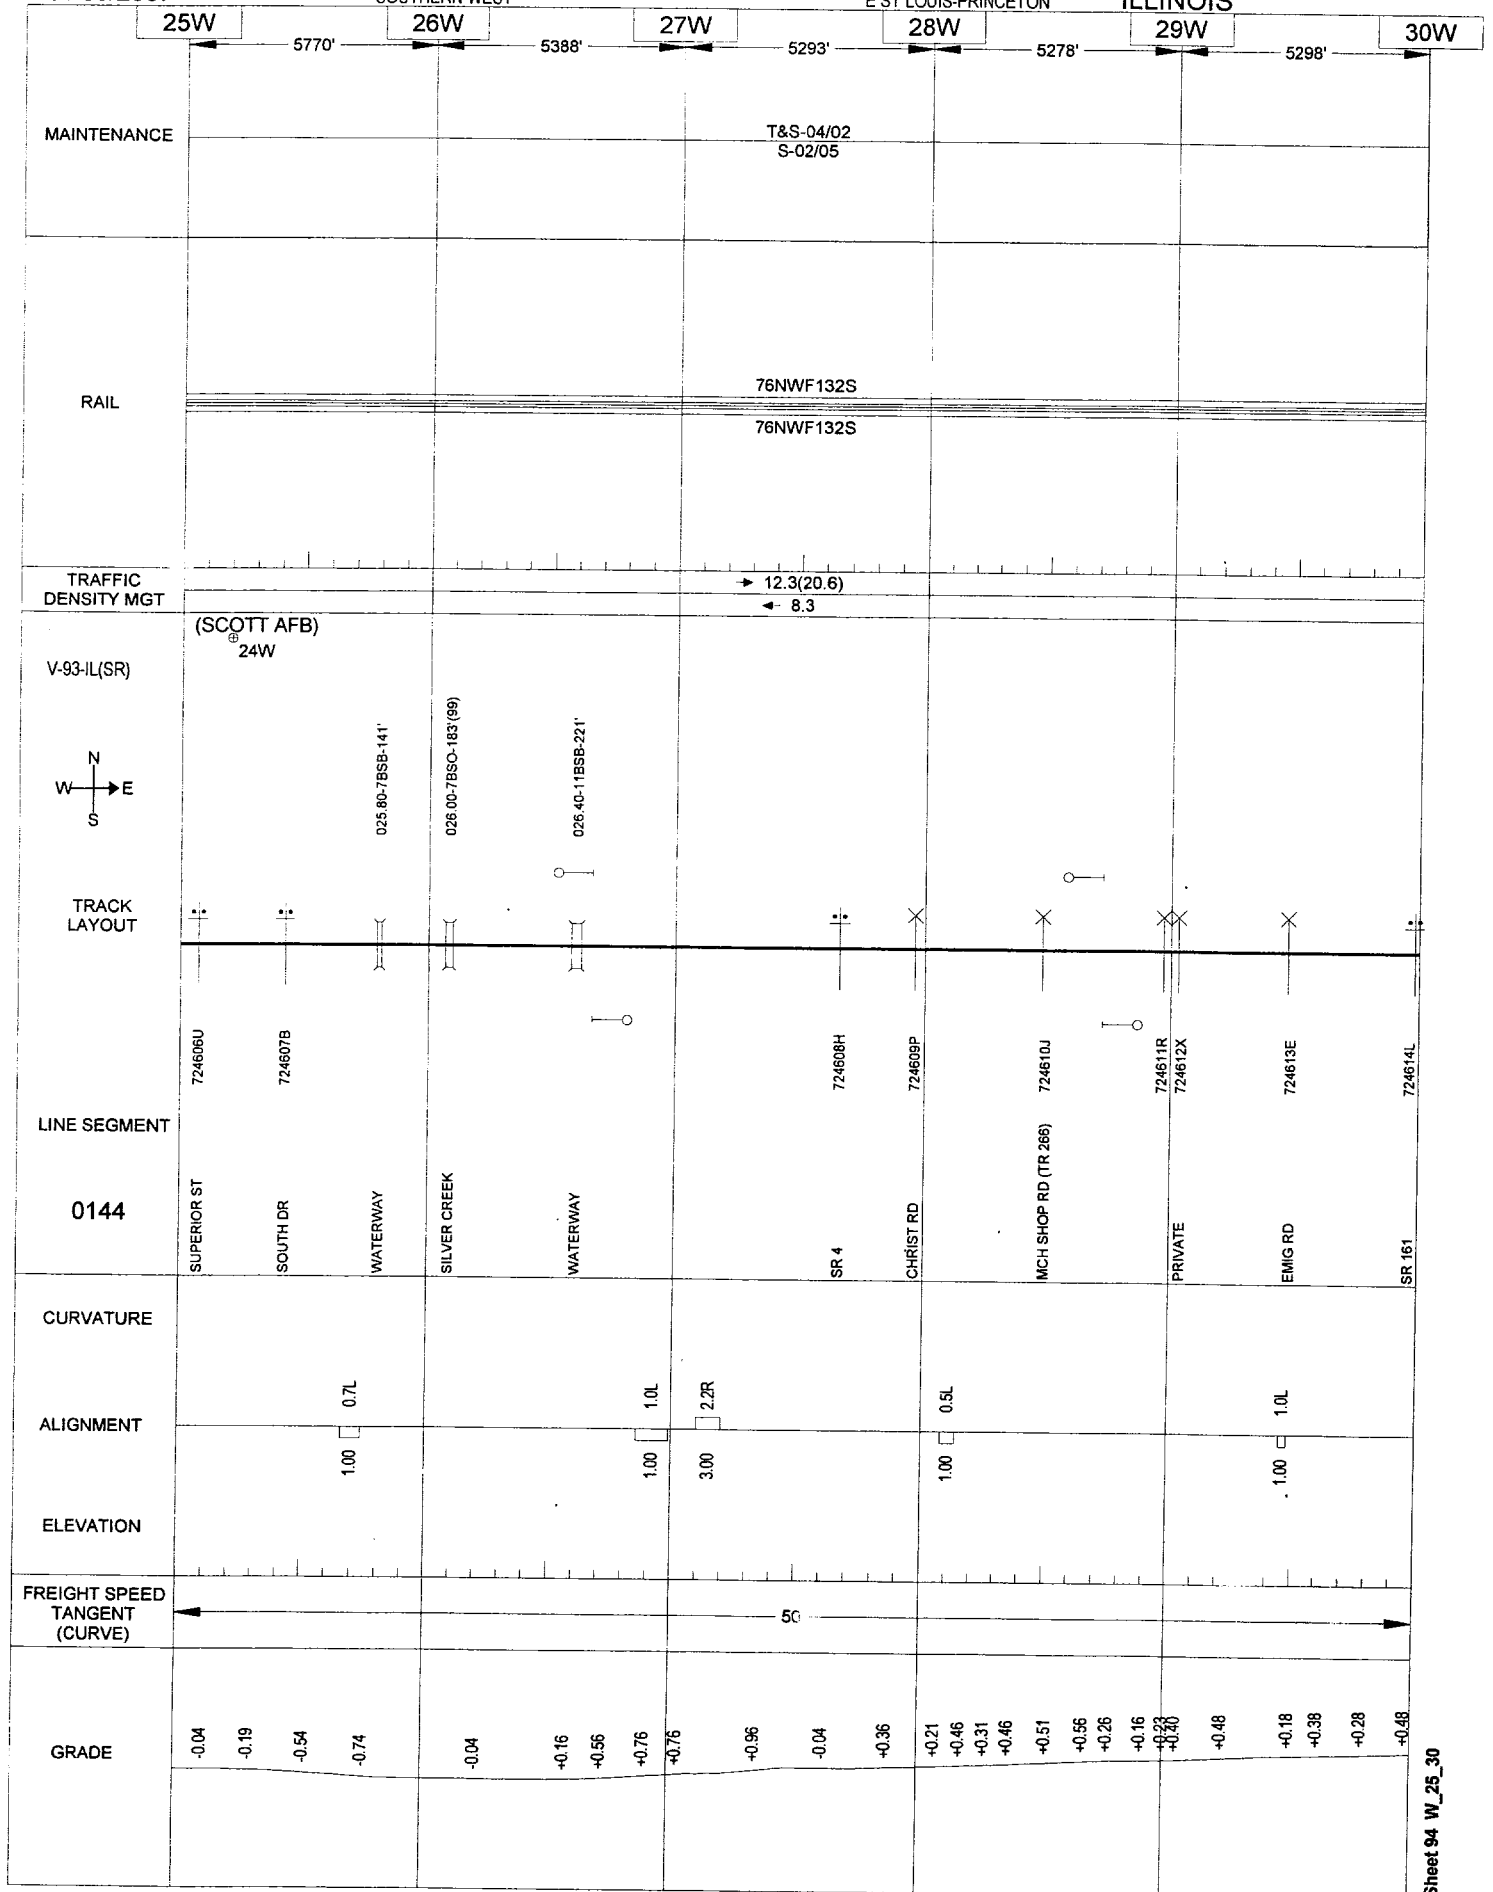 SOUTHERN WEST
E ST LOUIS-PRINCETON
ILLINOIS
25W 26W 27W 28W 29W 30W
5770' 5388' 5293' 5278' 5298'
MAINTENANCE
T&S-04/02
S-02/05
RAIL
76NWF132S
76NWF132S
TRAFFIC
DENSITY MGT
12.3(20.6)
8.3
(SCOTT AFB)
24W
V-93-IL(SR)
N
W E
S
025.80-7BSB-141'
026.00-7BSO-183'(99)
026.40-11BSB-221'
TRACK
LAYOUT
724606U
724607B
724608H
724609P
724610J
724611R
724612X
724613E
724614L
LINE SEGMENT
0144
SUPERIOR ST
SOUTH DR
WATERWAY
SILVER CREEK
WATERWAY
SR 4
CHRIST RD
MCH SHOP RD (TR 266)
PRIVATE
EMIG RD
SR 161
CURVATURE
0.7L 1.0L 2.2R 0.5L 1.0L
ALIGNMENT
1.00 1.00 3.00 1.00 1.00
ELEVATION
FREIGHT SPEED
TANGENT
(CURVE)
50
GRADE
-0.04 -0.19 -0.54 -0.74 -0.04 +0.16 +0.56 +0.76 +0.76 +0.96 -0.04 +0.36 +0.21 +0.46 +0.31 +0.46 +0.51 +0.56 +0.26 +0.16 +0.23 +0.40 +0.48 +0.18 +0.38 +0.28 +0.48
Sheet 94 W_25_30